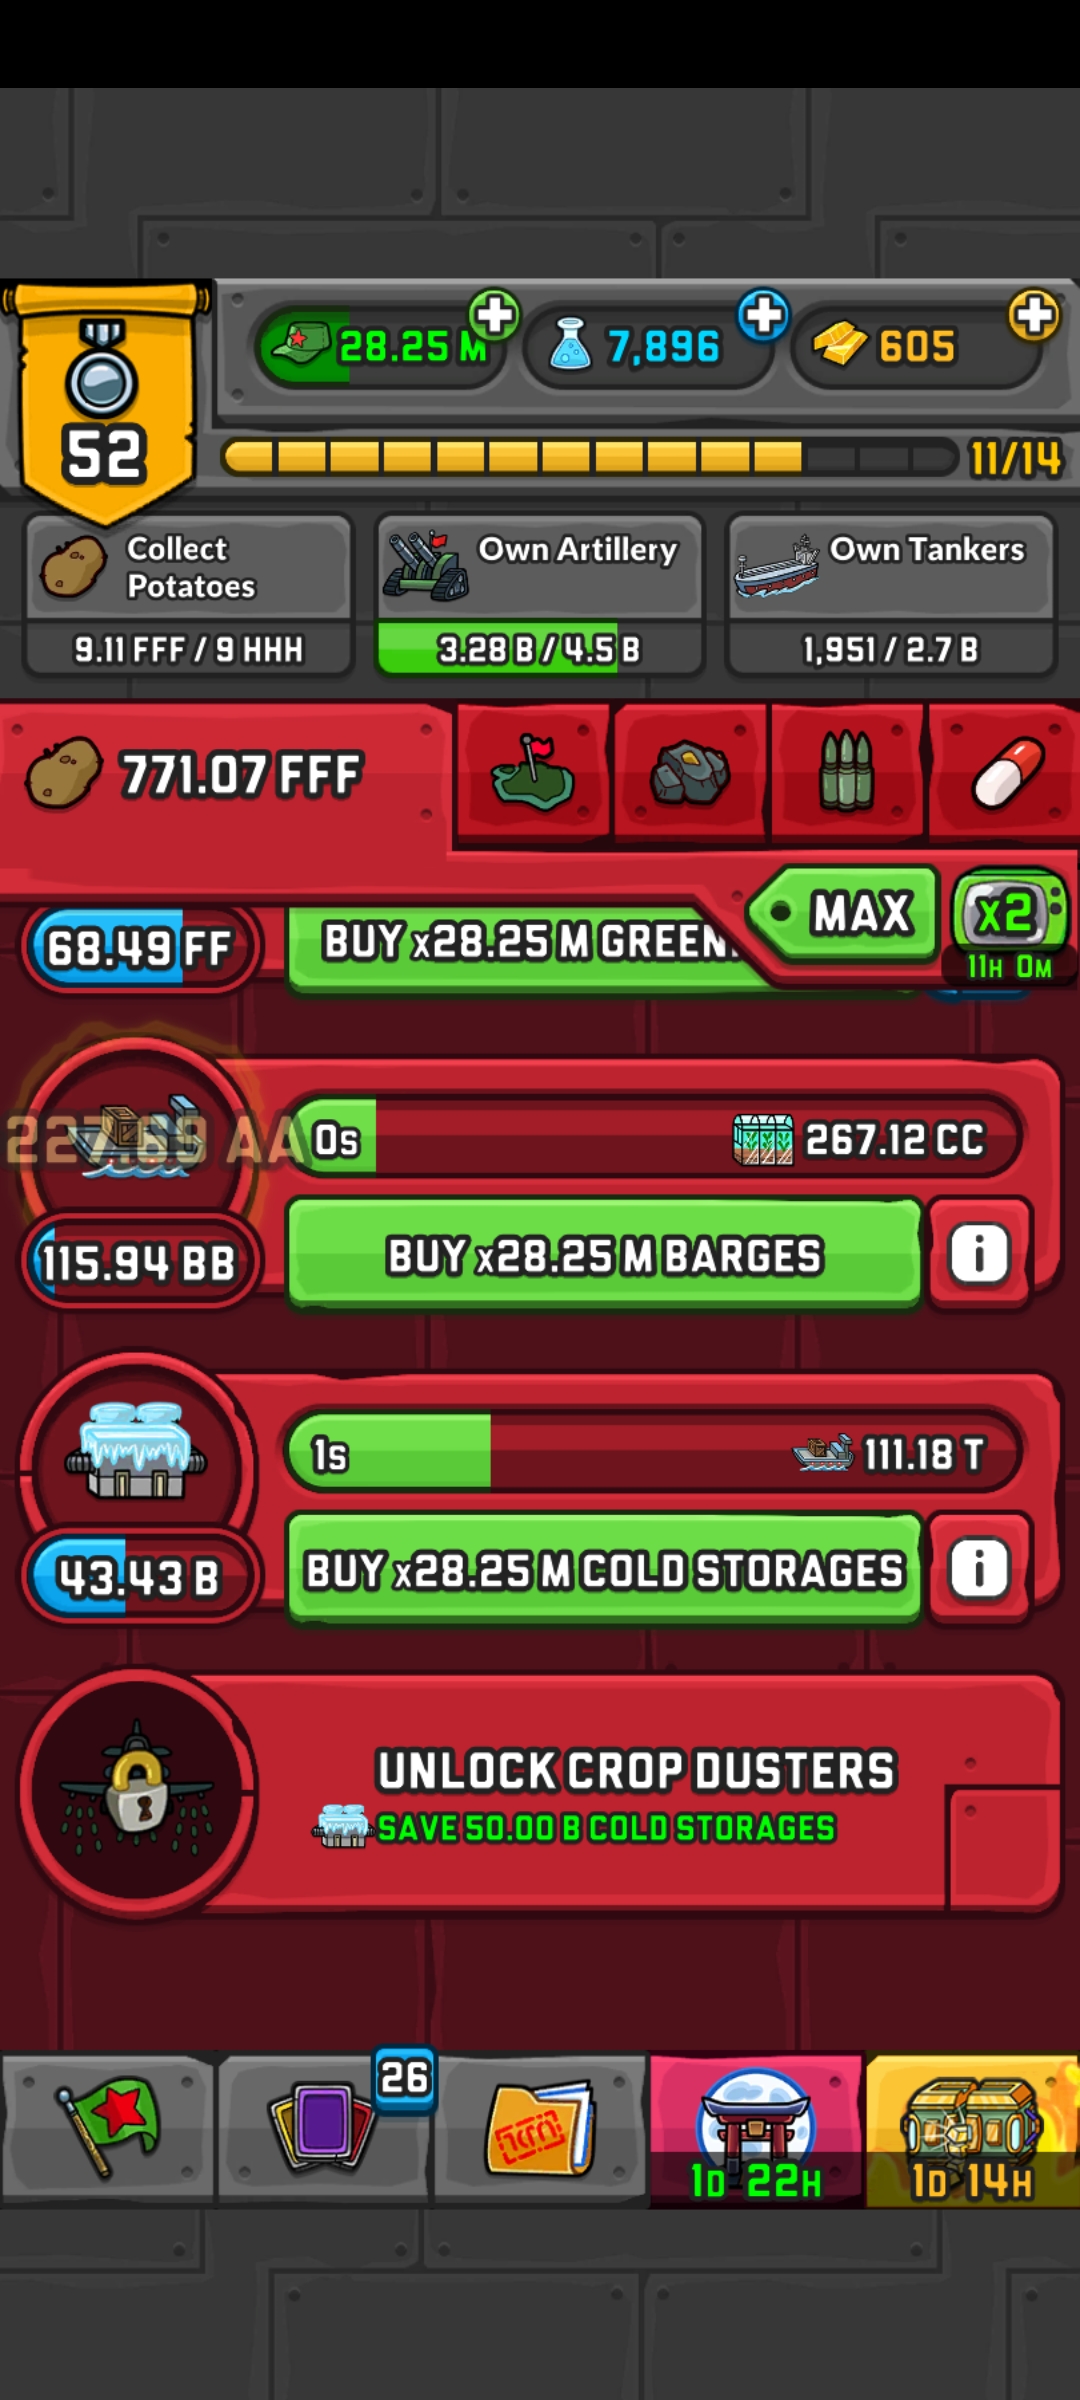 28.25 M
7,896
605
52
11/14
Collect
Potatoes
9.11 FFF / 9 HHH
Own Artillery
3.28 B / 4.5 B
Own Tankers
1,951 / 2.7 B
771.07 FFF
MAX
x2
11H 0M
68.49 FF
BUY x28.25 M GREEN
227.69 AA
0s
267.12 CC
115.94 BB
BUY x28.25 M BARGES
i
1s
111.18 T
43.43 B
BUY x28.25 M COLD STORAGES
i
UNLOCK CROP DUSTERS
SAVE 50.00 B COLD STORAGES
26
1D 22H
1D 14H